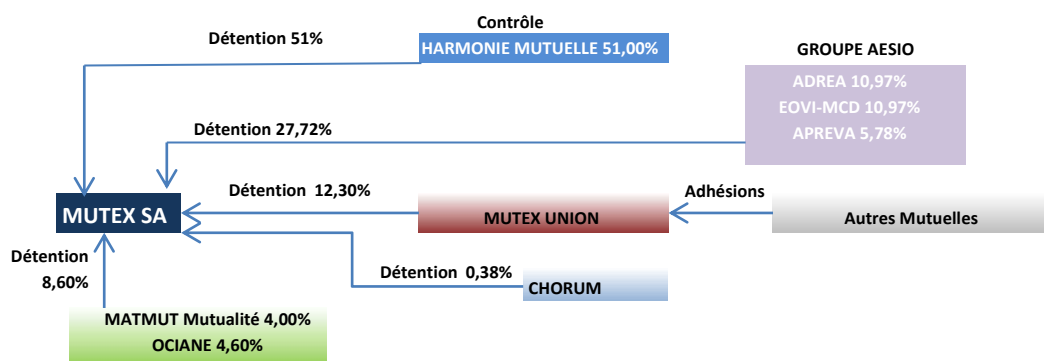 Contrôle
Détention 51%
HARMONIE MUTUELLE 51,00%
GROUPE AESIO
ADREA 10,97%
EOVI-MCD 10,97%
APREVA 5,78%
Détention 27,72%
Détention 12,30%
Adhésions
MUTEX SA
MUTEX UNION
Autres Mutuelles
Détention
8,60%
Détention 0,38%
CHORUM
MATMUT Mutualité 4,00%
OCIANE 4,60%